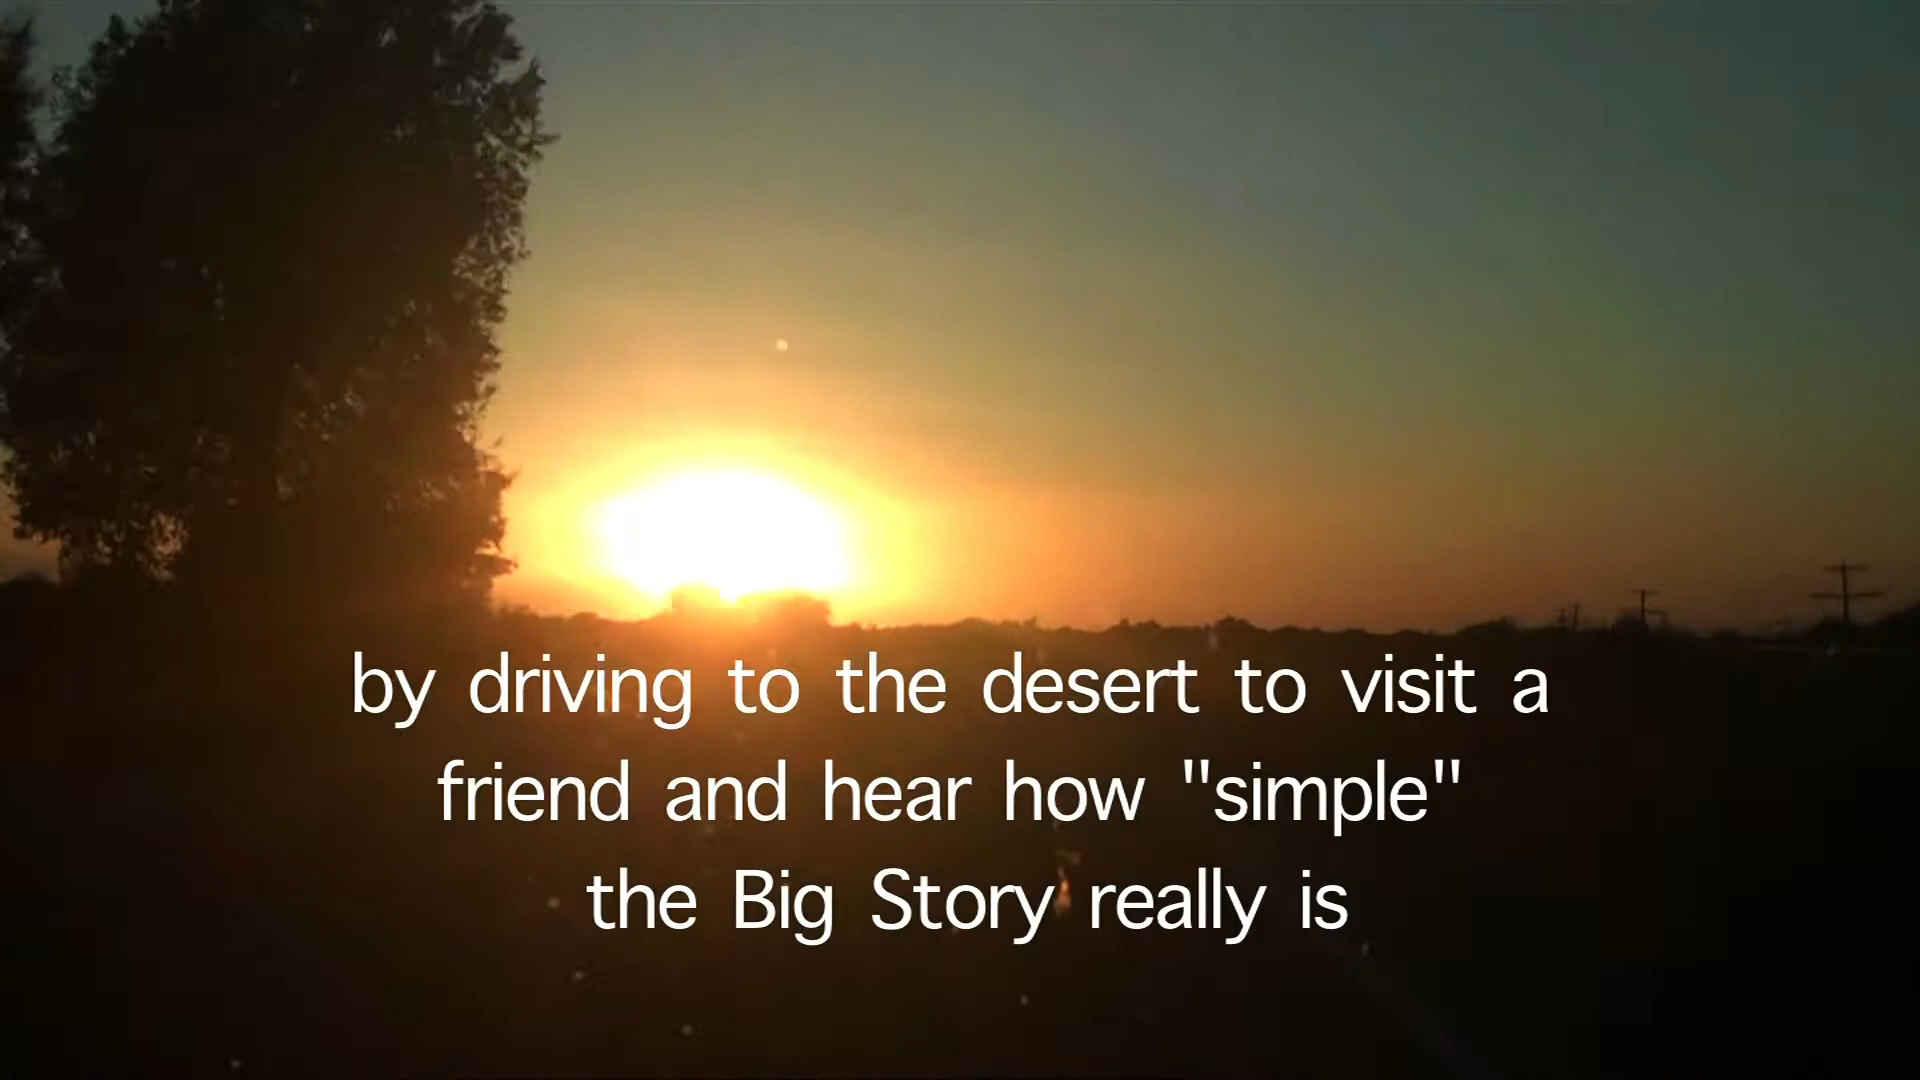 by driving to the desert to visit a
friend and hear how "simple"
the Big Story really is